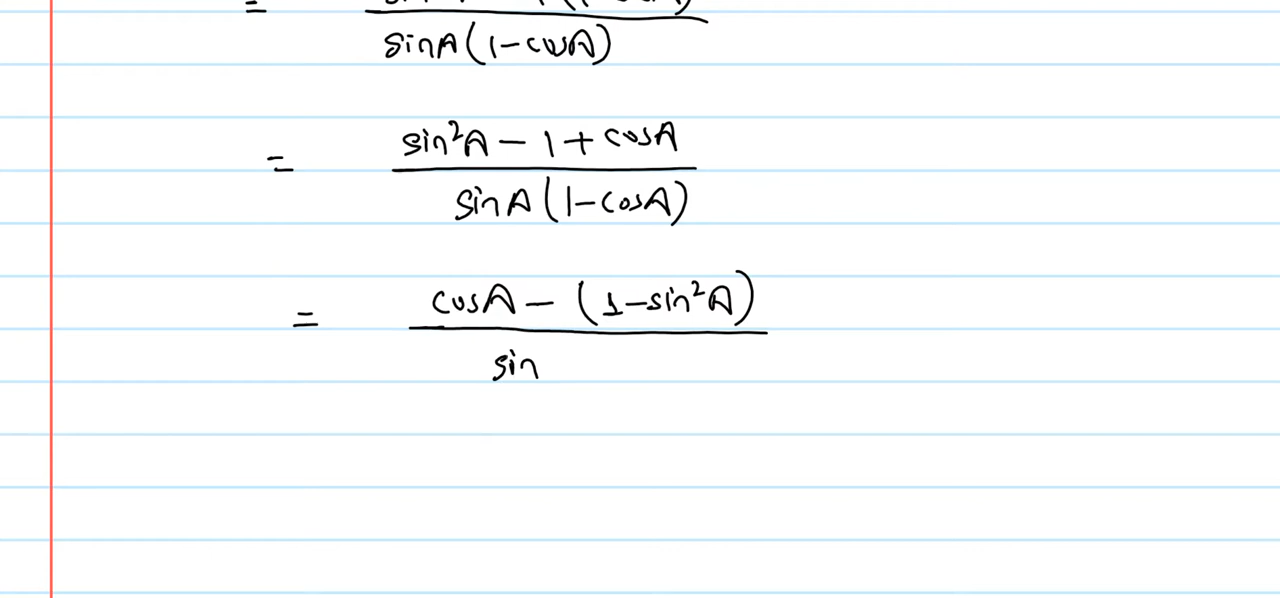 =
sinA(1-cosA)
sin²A - 1 + cosA
=
sinA(1-cosA)
cosA - (1-sin²A)
=
sin